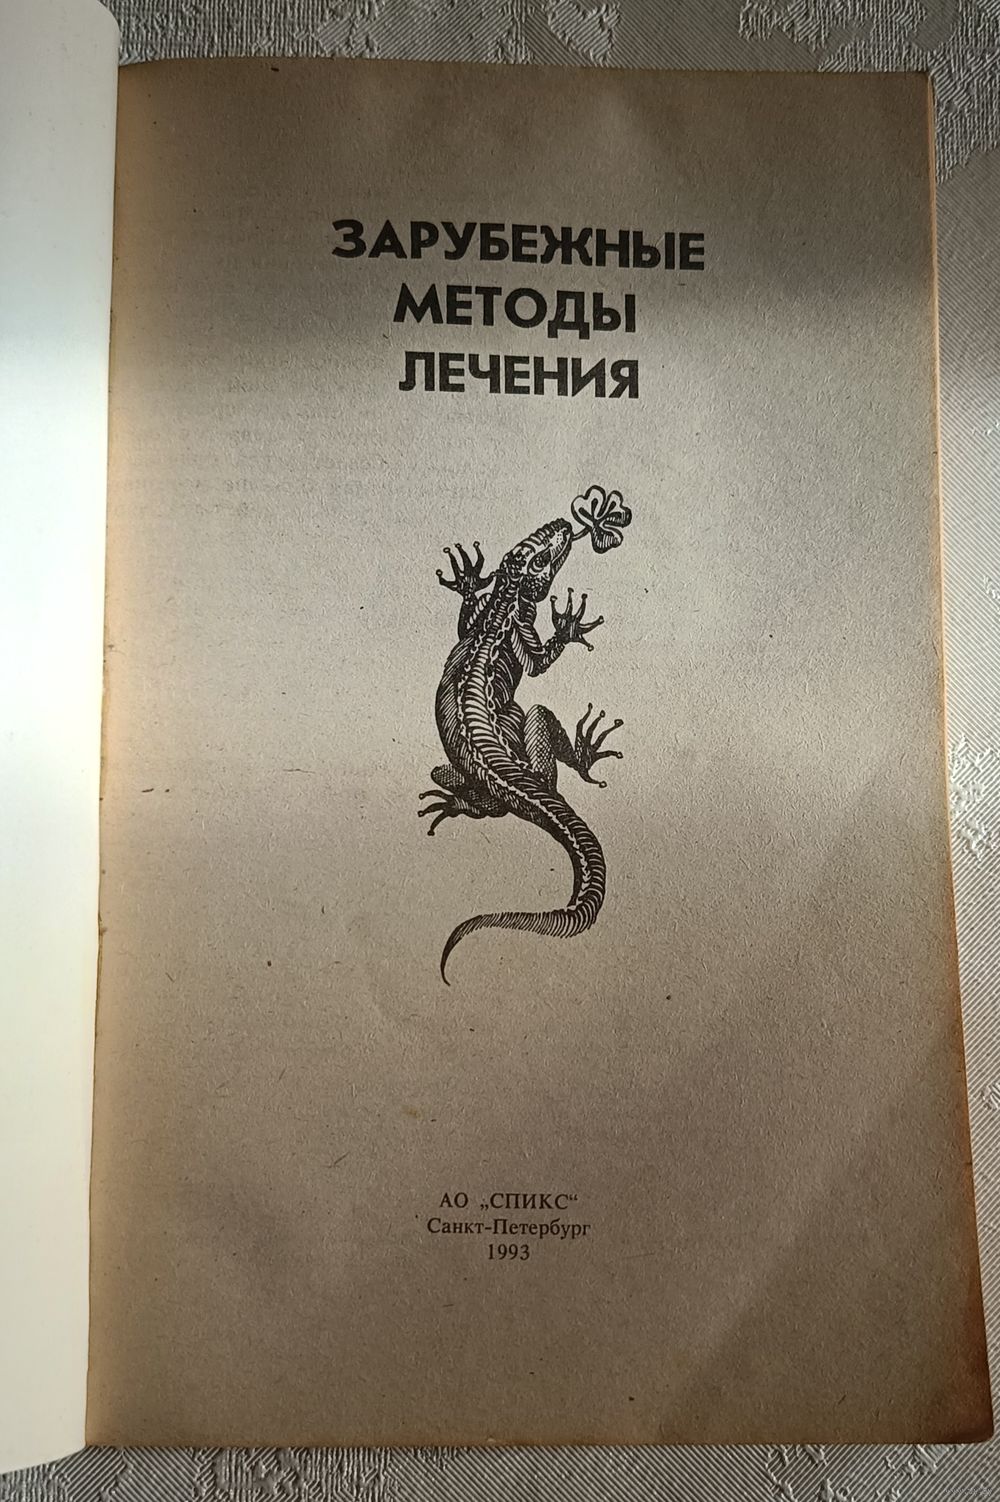 ЗАРУБЕЖНЫЕ
МЕТОДЫ
ЛЕЧЕНИЯ
АО „СПИКС“
Санкт-Петербург
1993